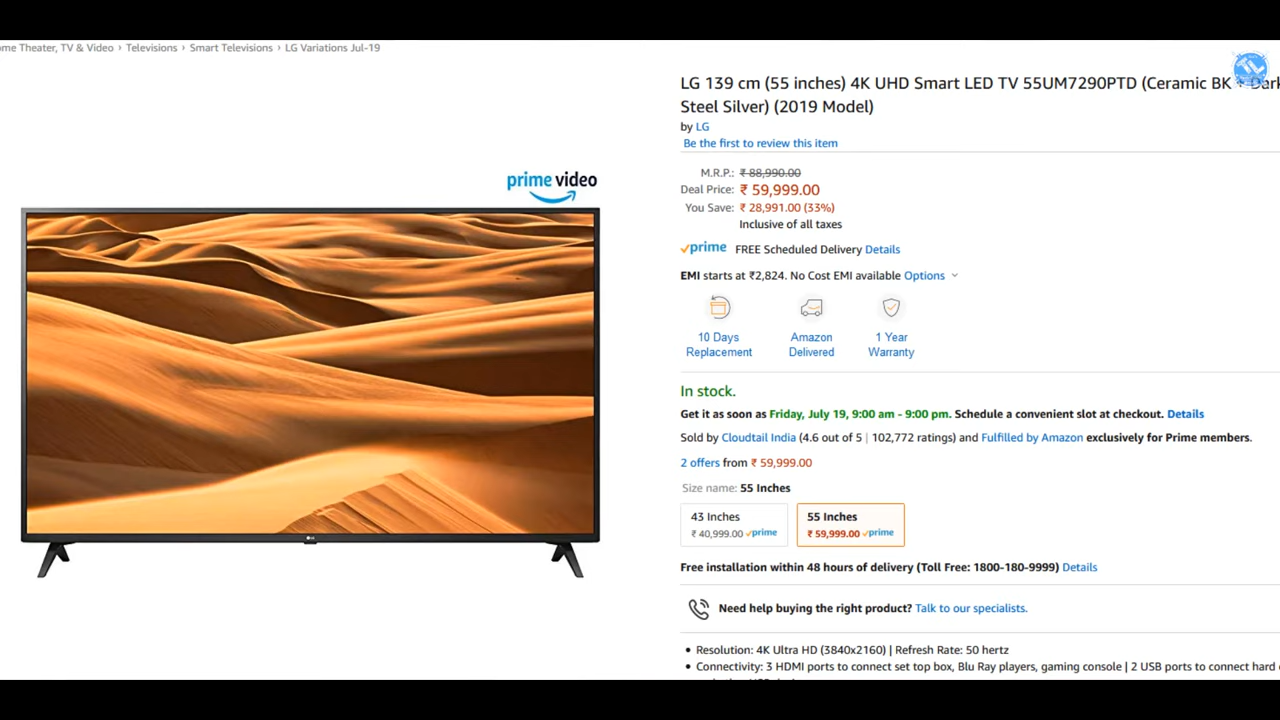 ome Theater, TV & Video › Televisions › Smart Televisions › LG Variations Jul-19
LG 139 cm (55 inches) 4K UHD Smart LED TV 55UM7290PTD (Ceramic BK + Dark
Steel Silver) (2019 Model)
by LG
Be the first to review this item
M.R.P.: ₹ 88,990.00
Deal Price: ₹ 59,999.00
You Save: ₹ 28,991.00 (33%)
Inclusive of all taxes
prime FREE Scheduled Delivery Details
EMI starts at ₹2,824. No Cost EMI available Options
10 Days Replacement
Amazon Delivered
1 Year Warranty
In stock.
Get it as soon as Friday, July 19, 9:00 am - 9:00 pm. Schedule a convenient slot at checkout. Details
Sold by Cloudtail India (4.6 out of 5 | 102,772 ratings) and Fulfilled by Amazon exclusively for Prime members.
2 offers from ₹ 59,999.00
Size name: 55 Inches
43 Inches
₹ 40,999.00 prime
55 Inches
₹ 59,999.00 prime
Free installation within 48 hours of delivery (Toll Free: 1800-180-9999) Details
Need help buying the right product? Talk to our specialists.
• Resolution: 4K Ultra HD (3840x2160) | Refresh Rate: 50 hertz
• Connectivity: 3 HDMI ports to connect set top box, Blu Ray players, gaming console | 2 USB ports to connect hard
prime video
LG